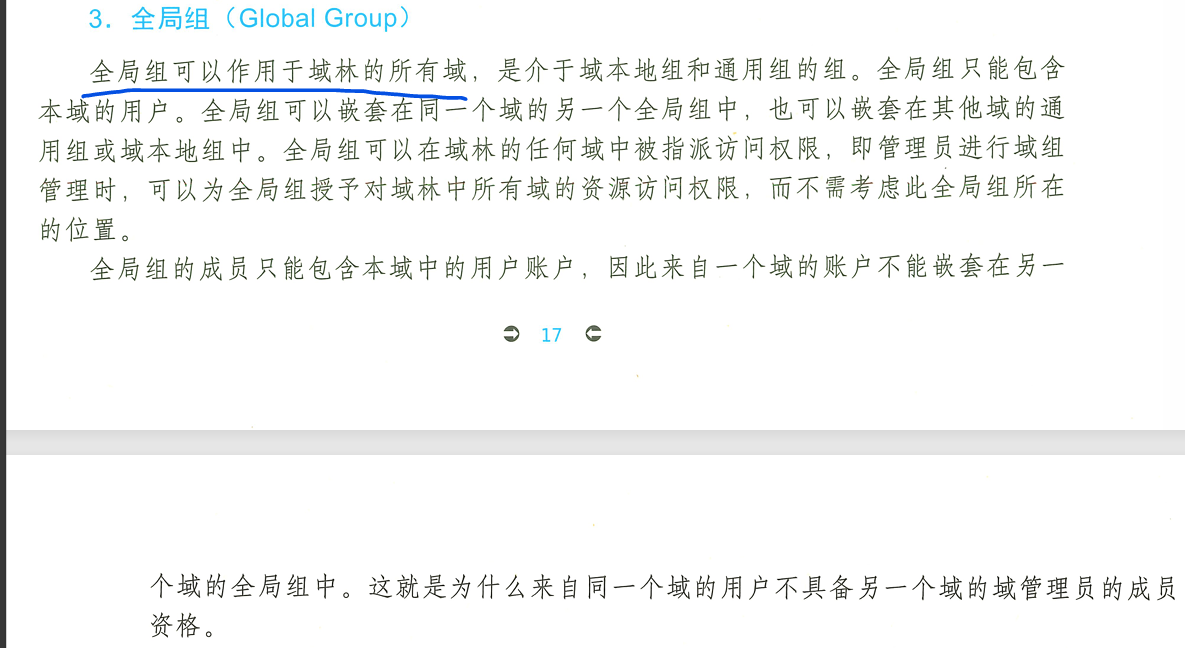 3. 全局组（Global Group）
全局组可以作用于域林的所有域，是介于域本地组和通用组的组。全局组只能包含
本域的用户。全局组可以嵌套在同一个域的另一个全局组中，也可以嵌套在其他域的通
用组或域本地组中。全局组可以在域林的任何域中被指派访问权限，即管理员进行域组
管理时，可以为全局组授予对域林中所有域的资源访问权限，而不需考虑此全局组所在
的位置。
全局组的成员只能包含本域中的用户账户，因此来自一个域的账户不能嵌套在另一
17
个域的全局组中。这就是为什么来自同一个域的用户不具备另一个域的域管理员的成员
资格。